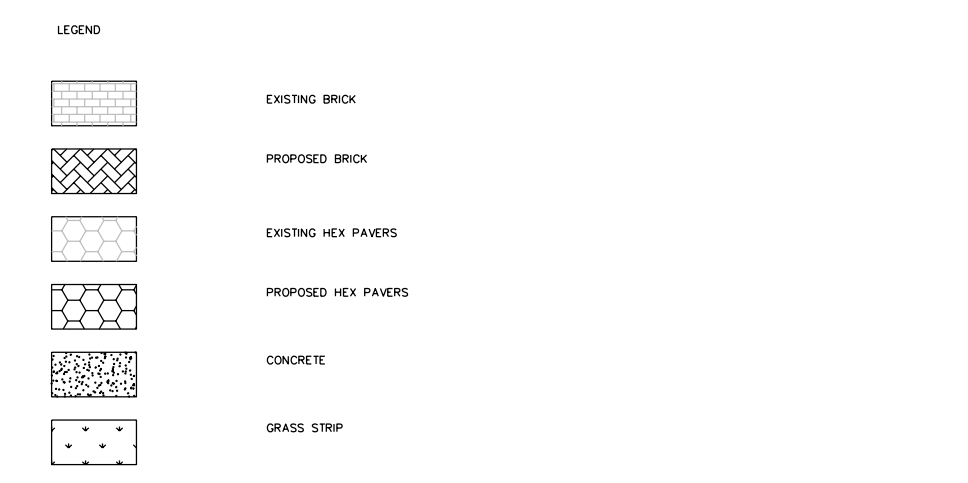 LEGEND
EXISTING BRICK
PROPOSED BRICK
EXISTING HEX PAVERS
PROPOSED HEX PAVERS
CONCRETE
GRASS STRIP